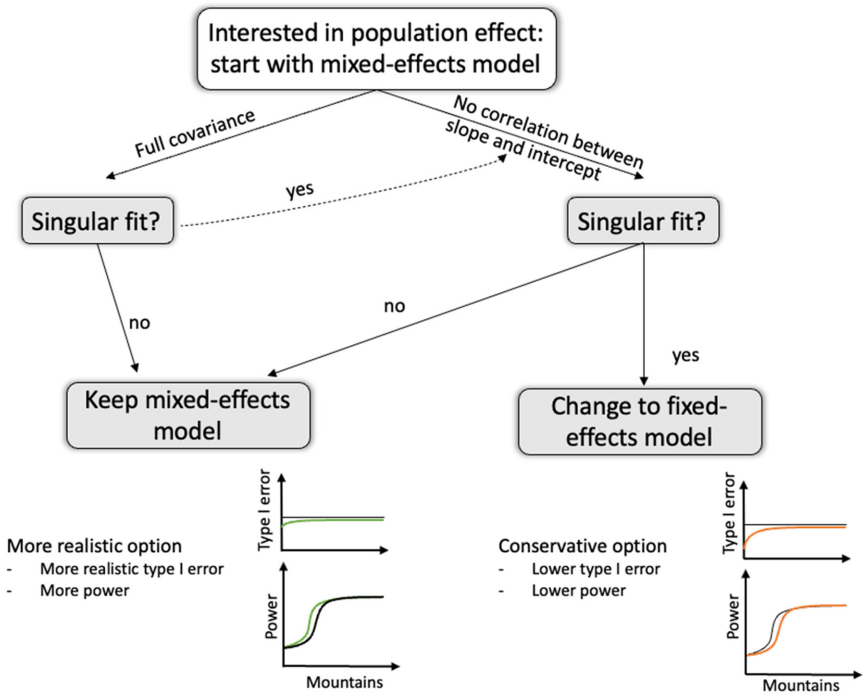 Interested in population effect:
start with mixed-effects model
Full covariance
No correlation between
slope and intercept
yes
Singular fit?
Singular fit?
no
no
yes
Keep mixed-effects
model
Change to fixed-
effects model
More realistic option
- More realistic type I error
- More power
Type I error
Power
Mountains
Conservative option
- Lower type I error
- Lower power
Type I error
Power
Mountains